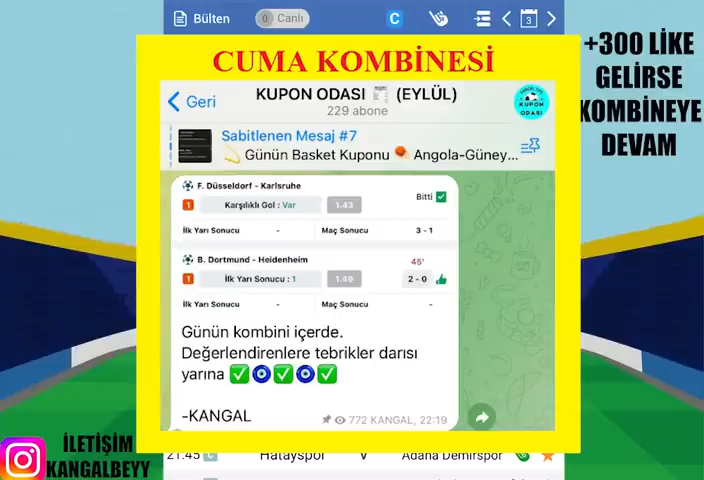 Bülten
0 Canlı
C
3
+300 LİKE
GELİRSE
KOMBİNEYE
DEVAM
CUMA KOMBİNESİ
Geri
KUPON ODASI (EYLÜL)
229 abone
KUPON
ODASI
Sabitlenen Mesaj #7
Günün Basket Kuponu Angola-Güney...
F. Düsseldorf - Karlsruhe
Bitti
1 Karşılıklı Gol : Var 1.43
İlk Yarı Sonucu - Maç Sonucu 3 - 1
B. Dortmund - Heidenheim
45'
1 İlk Yarı Sonucu : 1 1.49 2 - 0
İlk Yarı Sonucu - Maç Sonucu -
Günün kombini içerde.
Değerlendirenlere tebrikler darısı
yarına
-KANGAL
772 KANGAL, 22:19
21:45 C Hatayspor v Adana Demirspor
İLETİŞİM
KANGALBEYY